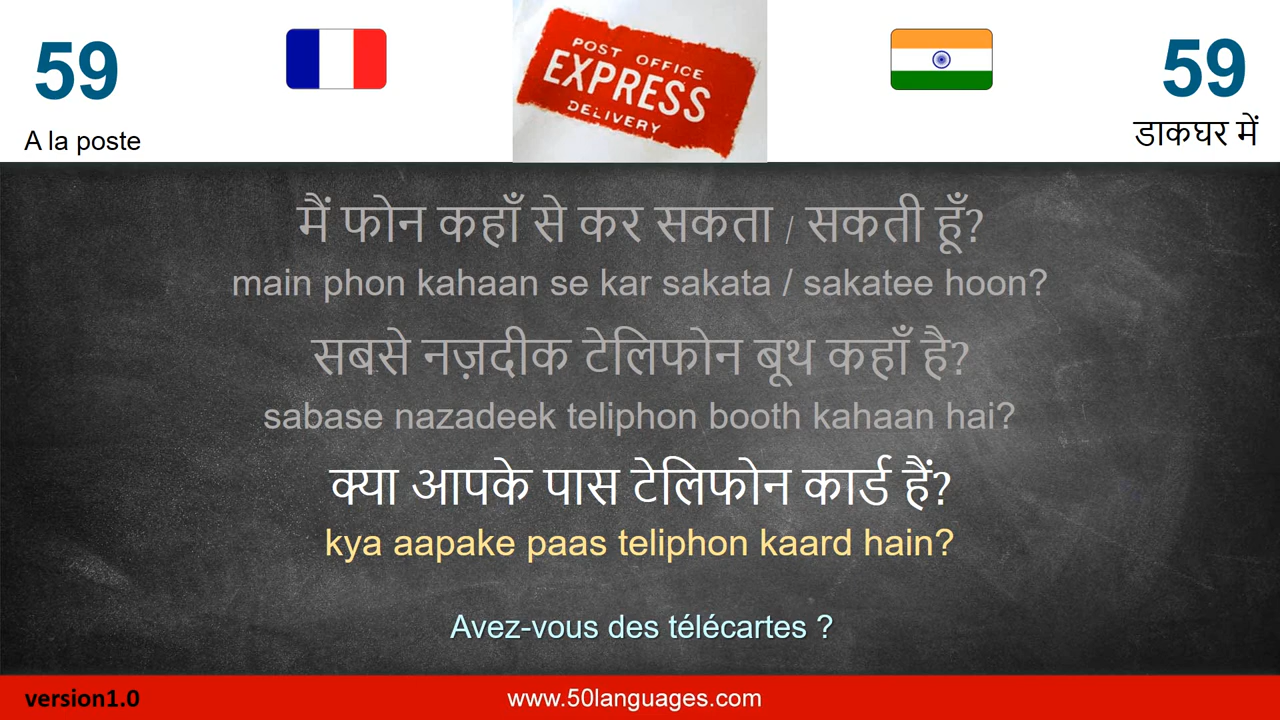 59
A la poste
POST OFFICE
EXPRESS
DELIVERY
59
डाकघर में
मैं फोन कहाँ से कर सकता / सकती हूँ?
main phon kahaan se kar sakata / sakatee hoon?
सबसे नज़दीक टेलिफोन बूथ कहाँ है?
sabase nazadeek teliphon booth kahaan hai?
क्या आपके पास टेलिफोन कार्ड हैं?
kya aapake paas teliphon kaard hain?
Avez-vous des télécartes ?
version1.0
www.50languages.com